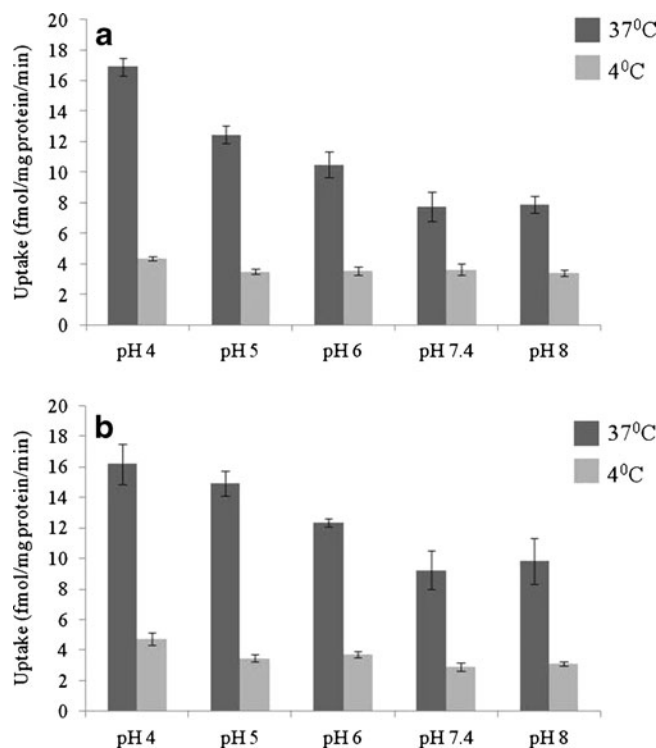 a
37⁰C
4⁰C
Uptake (fmol/mg protein/min)
20
18
16
14
12
10
8
6
4
2
0
pH 4
pH 5
pH 6
pH 7.4
pH 8
b
37⁰C
4⁰C
Uptake (fmol/mg protein/min)
20
18
16
14
12
10
8
6
4
2
0
pH 4
pH 5
pH 6
pH 7.4
pH 8